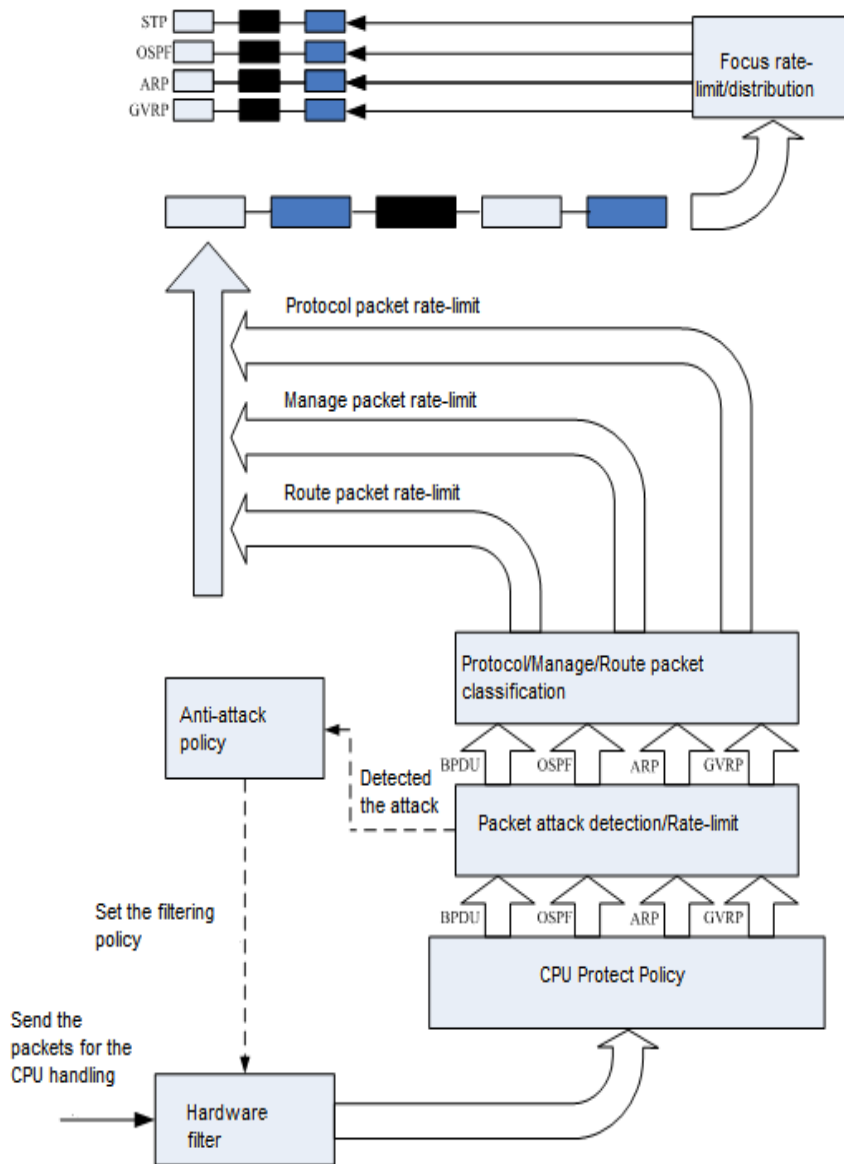 STP
OSPF
ARP
GVRP
Focus rate-
limit/distribution
Protocol packet rate-limit
Manage packet rate-limit
Route packet rate-limit
Protocol/Manage/Route packet
classification
Anti-attack
policy
BPDU
OSPF
ARP
GVRP
Detected
the attack
Packet attack detection/Rate-limit
Set the filtering
policy
BPDU
OSPF
ARP
GVRP
CPU Protect Policy
Send the
packets for the
CPU handling
Hardware
filter